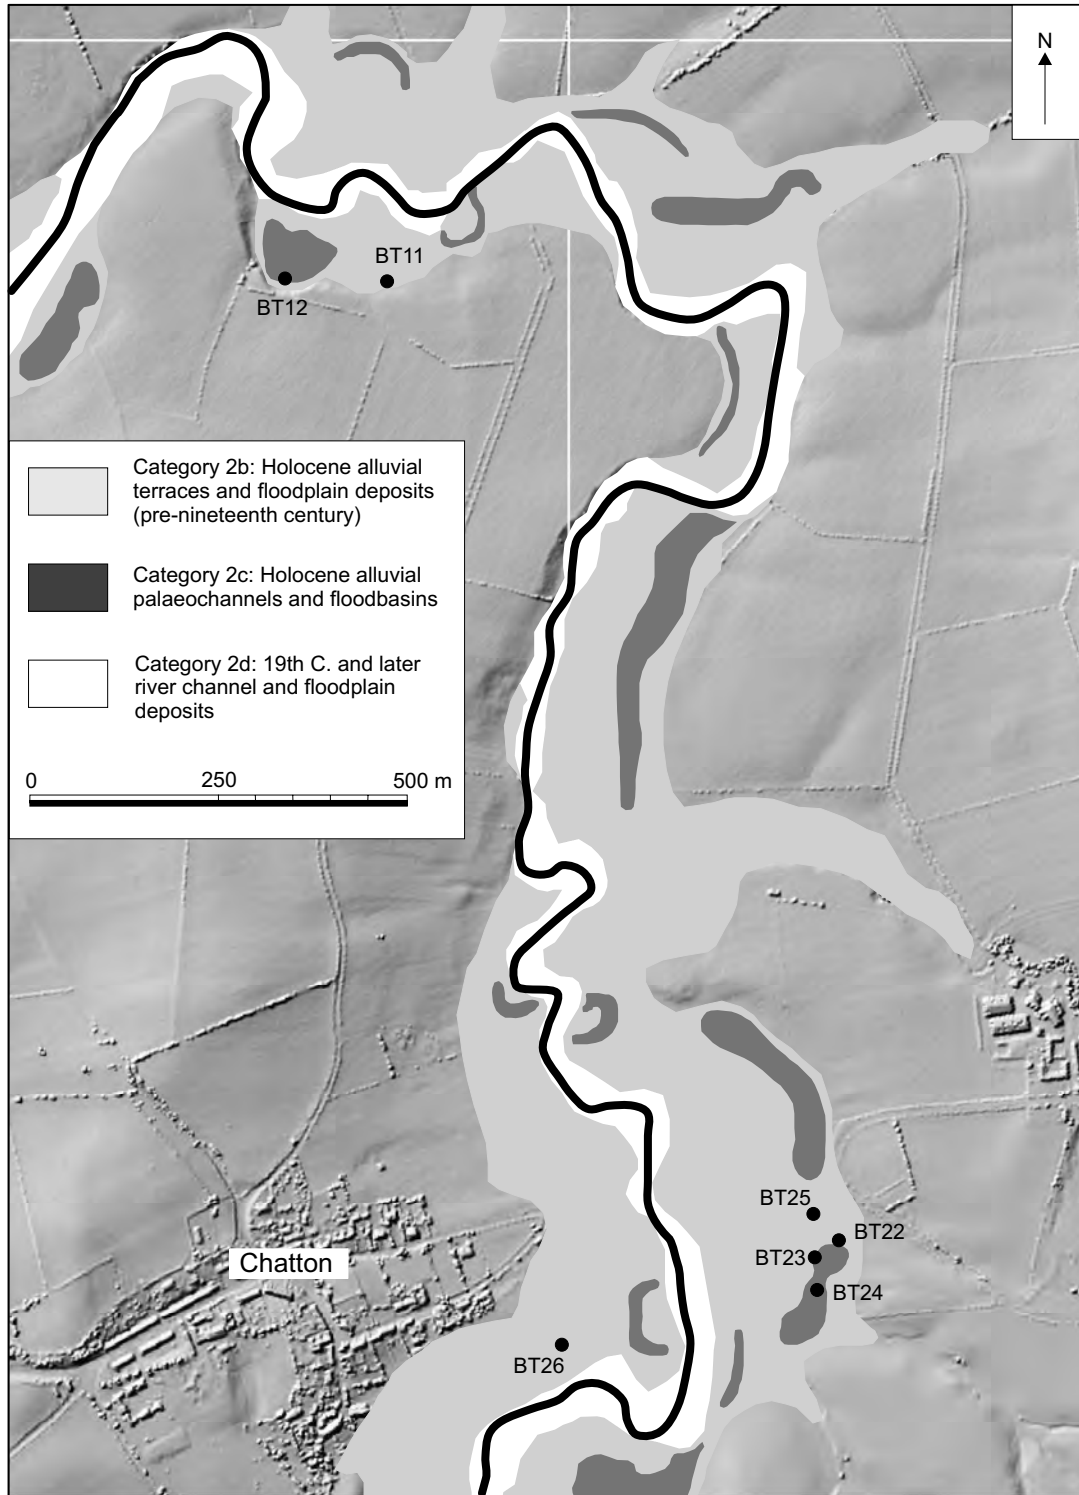 N
BT11
BT12
Category 2b: Holocene alluvial
terraces and floodplain deposits
(pre-nineteenth century)
Category 2c: Holocene alluvial
palaeochannels and floodbasins
Category 2d: 19th C. and later
river channel and floodplain
deposits
0 250 500 m
BT25
BT22
BT23
BT24
Chatton
BT26